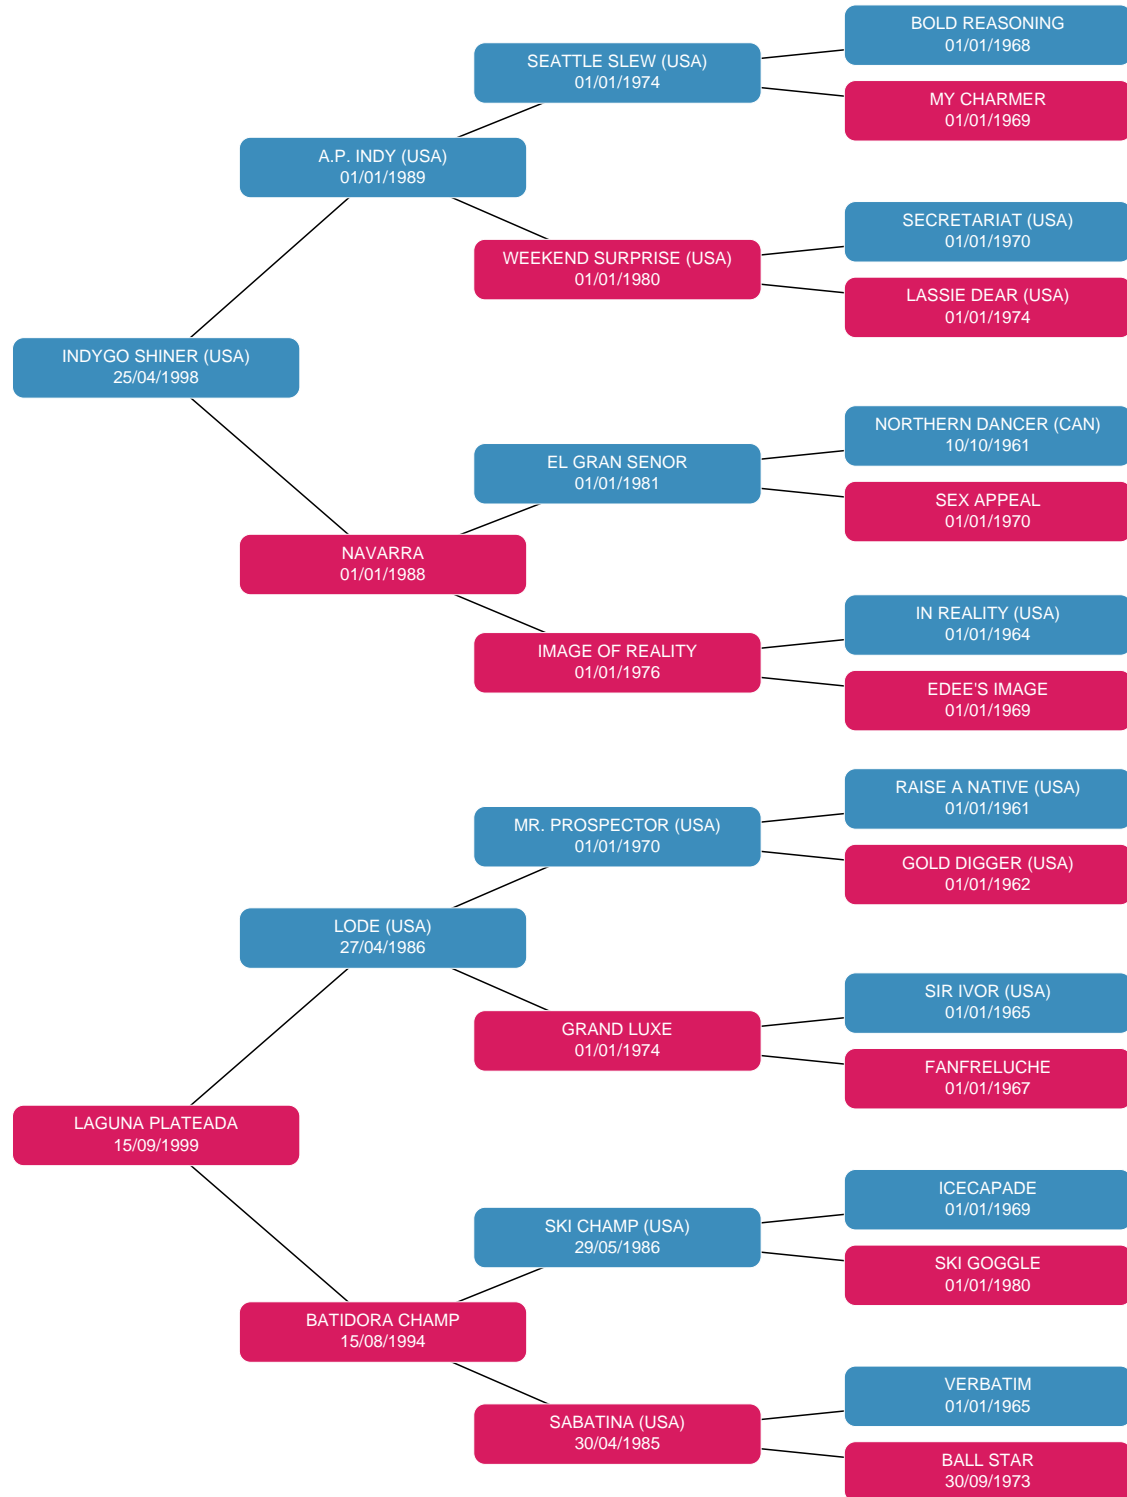 BOLD REASONING
01/01/1968
SEATTLE SLEW (USA)
01/01/1974
MY CHARMER
01/01/1969
A.P. INDY (USA)
01/01/1989
SECRETARIAT (USA)
01/01/1970
WEEKEND SURPRISE (USA)
01/01/1980
LASSIE DEAR (USA)
01/01/1974
INDYGO SHINER (USA)
25/04/1998
NORTHERN DANCER (CAN)
10/10/1961
EL GRAN SENOR
01/01/1981
SEX APPEAL
01/01/1970
NAVARRA
01/01/1988
IN REALITY (USA)
01/01/1964
IMAGE OF REALITY
01/01/1976
EDEE'S IMAGE
01/01/1969
RAISE A NATIVE (USA)
01/01/1961
MR. PROSPECTOR (USA)
01/01/1970
GOLD DIGGER (USA)
01/01/1962
LODE (USA)
27/04/1986
SIR IVOR (USA)
01/01/1965
GRAND LUXE
01/01/1974
FANFRELUCHE
01/01/1967
LAGUNA PLATEADA
15/09/1999
ICECAPADE
01/01/1969
SKI CHAMP (USA)
29/05/1986
SKI GOGGLE
01/01/1980
BATIDORA CHAMP
15/08/1994
VERBATIM
01/01/1965
SABATINA (USA)
30/04/1985
BALL STAR
30/09/1973